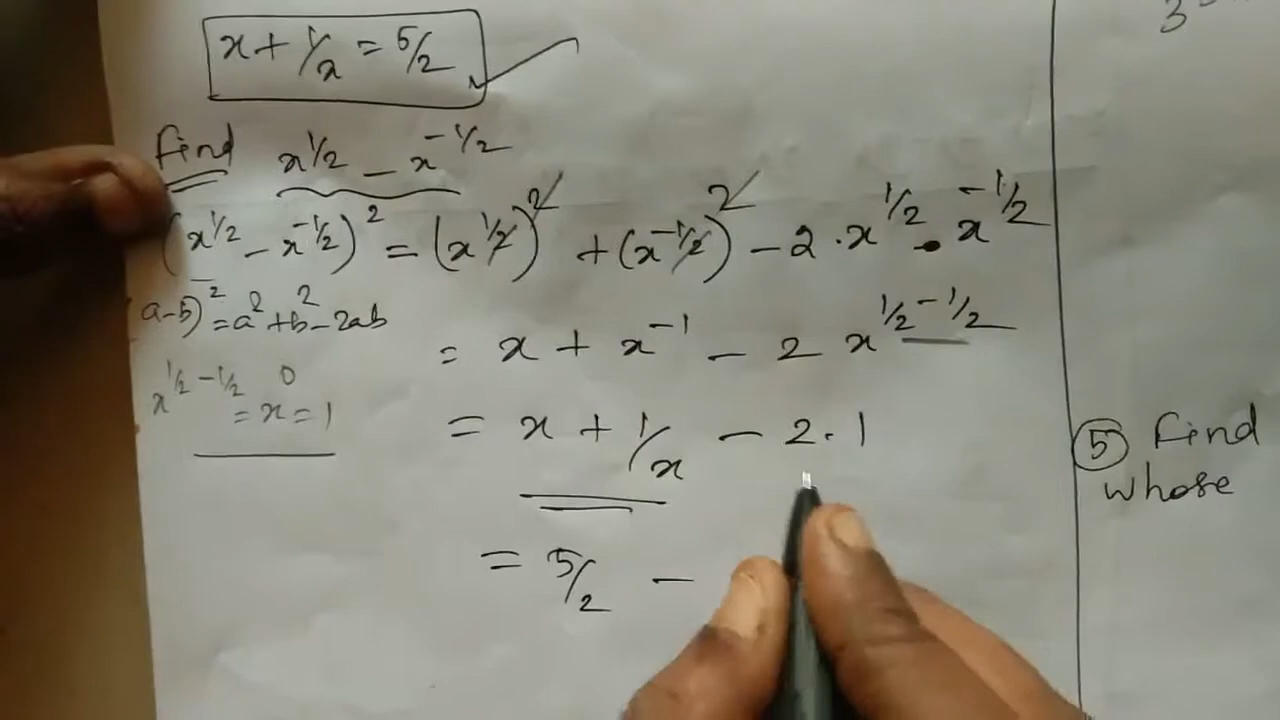 x + 1/x = 5/2
Find x^1/2 - x^-1/2
(x^1/2 - x^-1/2)^2 = (x^1/2)^2 + (x^-1/2)^2 - 2 . x^1/2 . x^-1/2
(a-b)^2 = a^2 + b^2 - 2ab
= x + x^-1 - 2 x^1/2 - 1/2
x^1/2 - 1/2 = x^0 = 1
= x + 1/x - 2 . 1
= 5/2 -
5 Find
whose